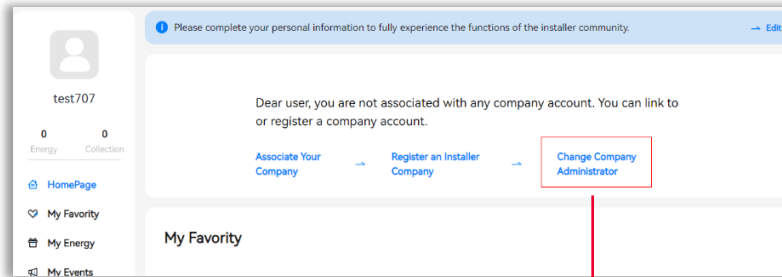 Please complete your personal information to fully experience the functions of the installer community.
Edit
test707
0 0
Energy Collection
HomePage
My Favority
My Energy
My Events
Dear user, you are not associated with any company account. You can link to
or register a company account.
Associate Your
Company
Register an Installer
Company
Change Company
Administrator
My Favority